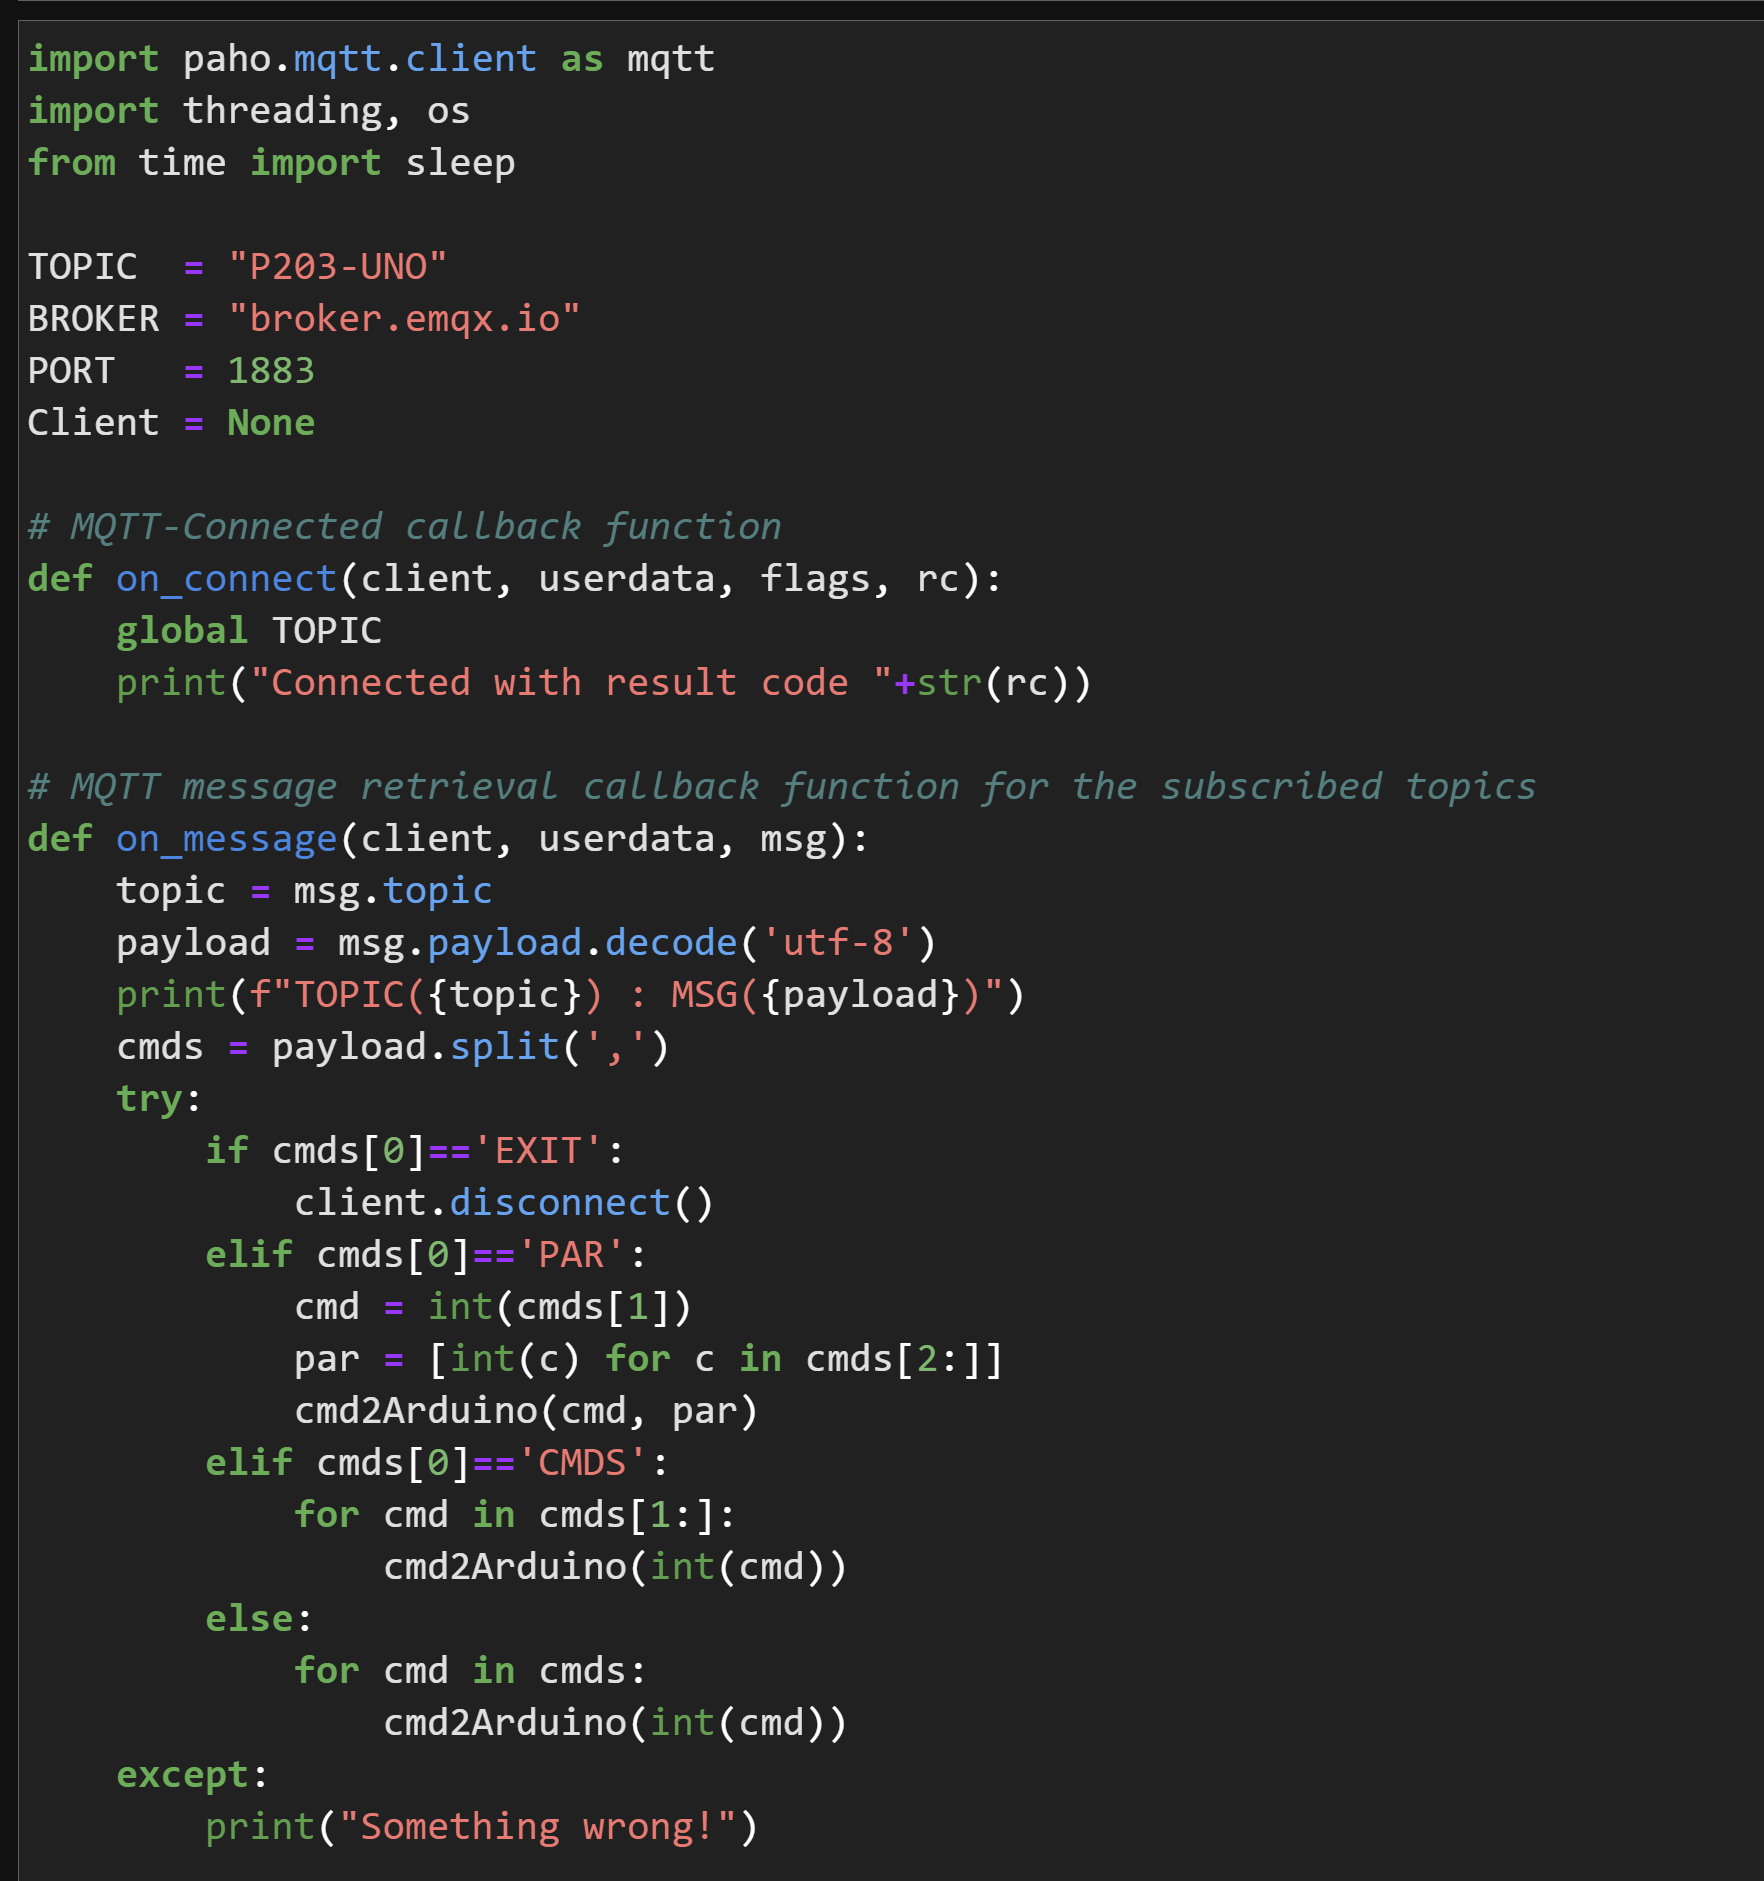 import paho.mqtt.client as mqtt
import threading, os
from time import sleep

TOPIC  = "P203-UNO"
BROKER = "broker.emqx.io"
PORT   = 1883
Client = None

# MQTT-Connected callback function
def on_connect(client, userdata, flags, rc):
    global TOPIC
    print("Connected with result code "+str(rc))

# MQTT message retrieval callback function for the subscribed topics
def on_message(client, userdata, msg):
    topic = msg.topic
    payload = msg.payload.decode('utf-8')
    print(f"TOPIC({topic}) : MSG({payload})")
    cmds = payload.split(',')
    try:
        if cmds[0]=='EXIT':
            client.disconnect()
        elif cmds[0]=='PAR':
            cmd = int(cmds[1])
            par = [int(c) for c in cmds[2:]]
            cmd2Arduino(cmd, par)
        elif cmds[0]=='CMDS':
            for cmd in cmds[1:]:
                cmd2Arduino(int(cmd))
        else:
            for cmd in cmds:
                cmd2Arduino(int(cmd))
    except:
        print("Something wrong!")